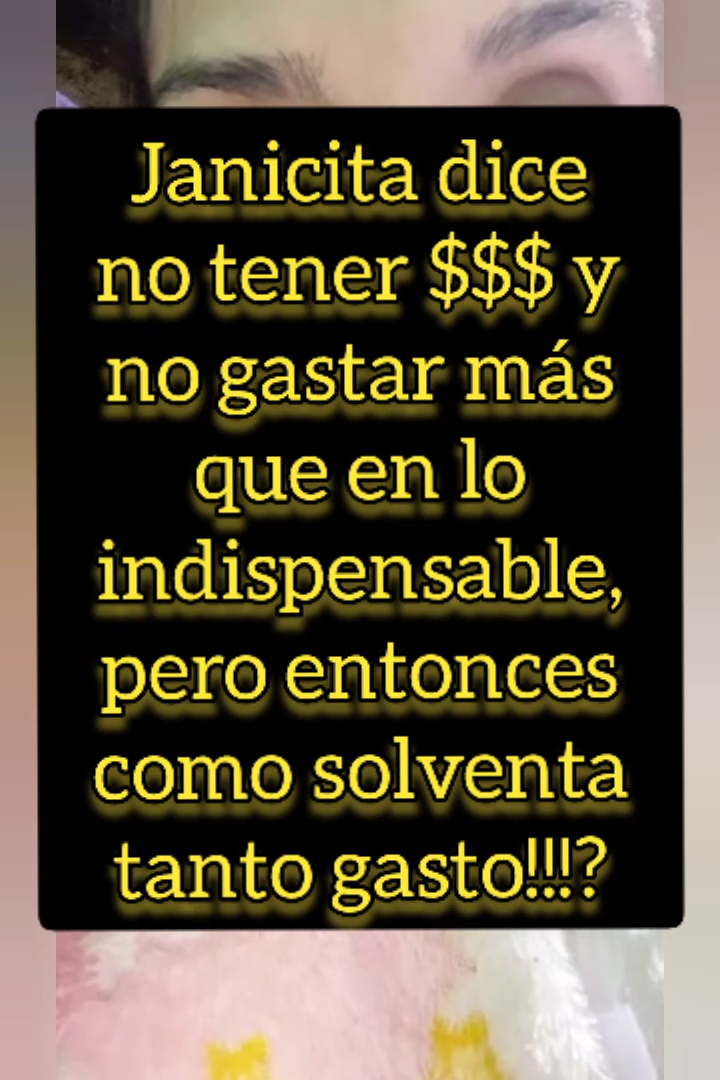 Janicita dice
no tener $$$ y
no gastar más
que en lo
indispensable,
pero entonces
como solventa
tanto gasto!!!?